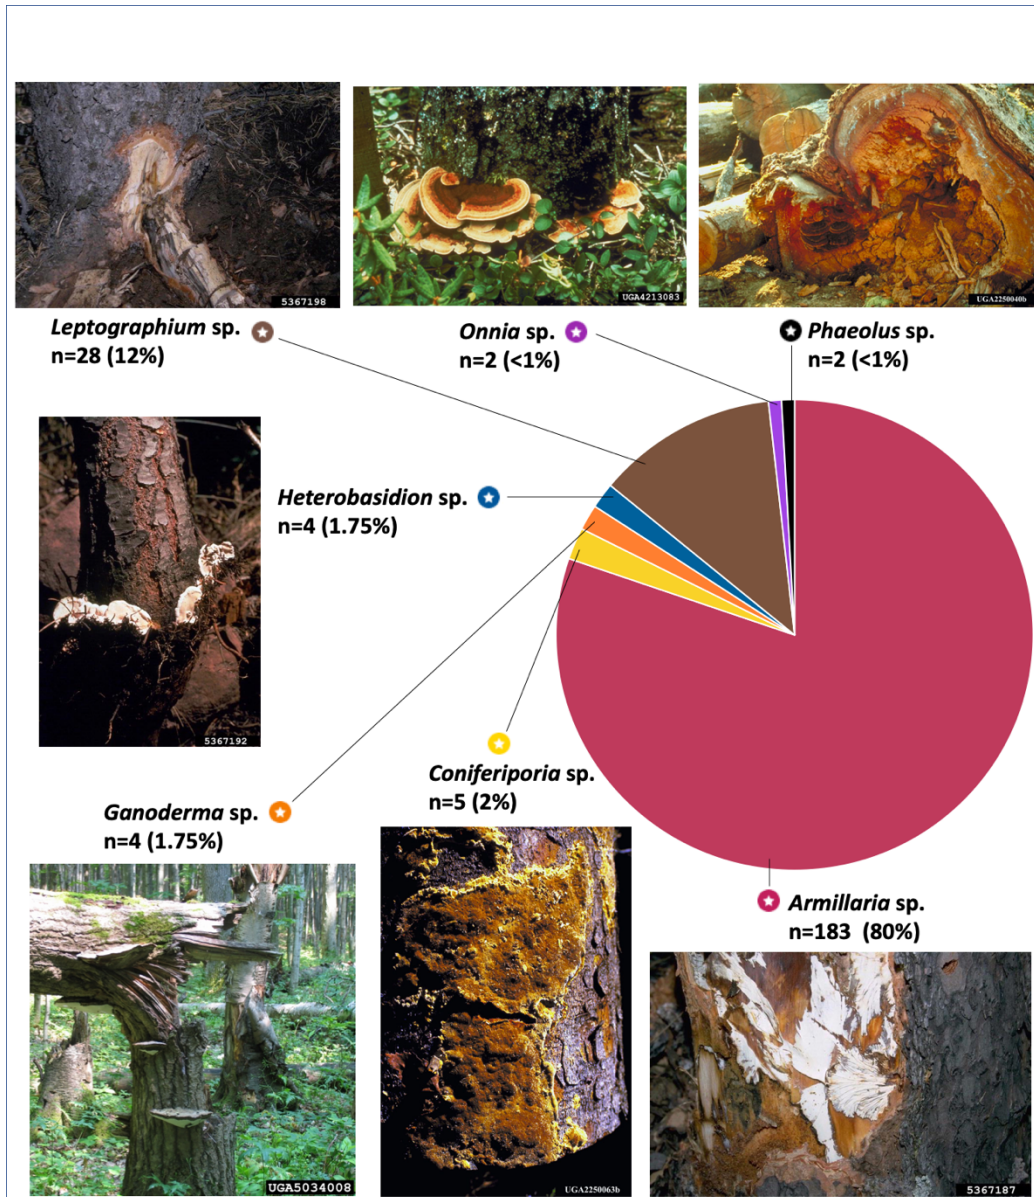 5367198
UGA4213083
UGA2250040b
Leptographium sp.
n=28 (12%)
Onnia sp.
n=2 (<1%)
Phaeolus sp.
n=2 (<1%)
Heterobasidion sp.
n=4 (1.75%)
5367192
Coniferiporia sp.
n=5 (2%)
Ganoderma sp.
n=4 (1.75%)
Armillaria sp.
n=183 (80%)
UGA5034008
UGA2250063b
5367187